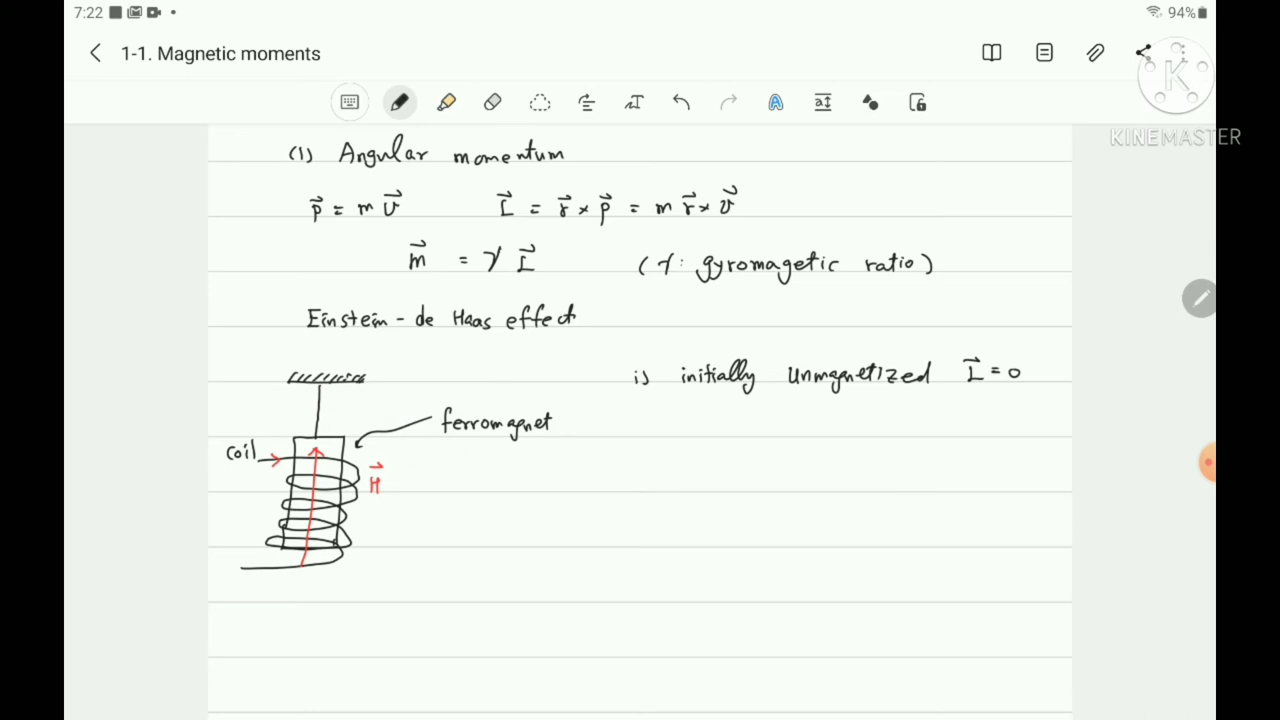 7:22
94%
1-1. Magnetic moments
K
KINEMASTER
(1) Angular momentum
p⃗ = m v⃗    L⃗ = r⃗ × p⃗ = m r⃗ × v⃗
m⃗ = γ L⃗    (γ: gyromagetic ratio)
Einstein - de Haas effect
is initially unmagnetized L⃗ = 0
ferromagnet
coil
H⃗